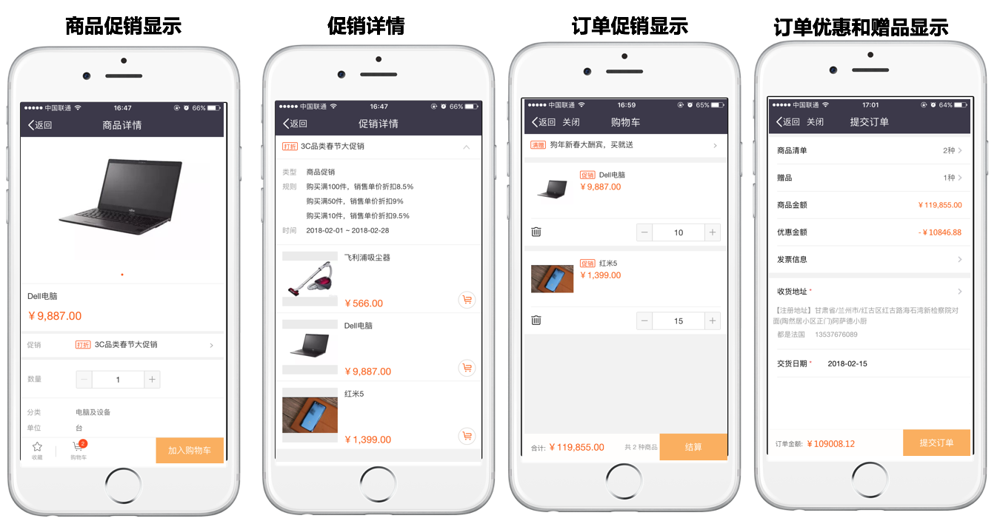 商品促销显示
促销详情
订单促销显示
订单优惠和赠品显示
中国联通 16:47 66%
返回 商品详情
Dell电脑
¥9,887.00
促销 打折 3C品类春节大促销
数量 1
分类 电脑及设备
单位 台
收藏
2
购物车
加入购物车
中国联通 16:47 66%
返回 促销详情
打折 3C品类春节大促销
类型 商品促销
规则 购买满100件，销售单价折扣8.5%
购买满50件，销售单价折扣9%
购买满10件，销售单价折扣9.5%
时间 2018-02-01 ~ 2018-02-28
飞利浦吸尘器
¥566.00
Dell电脑
¥9,887.00
红米5
¥1,399.00
中国联通 16:59 65%
返回 关闭 购物车
满赠 狗年新春大酬宾，买就送
促销 Dell电脑
¥9,887.00
10
促销 红米5
¥1,399.00
15
合计: ¥119,855.00 共 2 种商品 结算
中国联通 17:01 64%
返回 关闭 提交订单
商品清单 2种
赠品 1种
商品金额 ¥119,855.00
优惠金额 -¥10846.88
发票信息
收货地址 *
【注册地址】甘肃省/兰州市/红古区红古路海石湾新检察院对
面(陶然居小区正门)阿萨德小厨
都是法国 13537676089
交货日期 * 2018-02-15
订单金额: ¥109008.12 提交订单